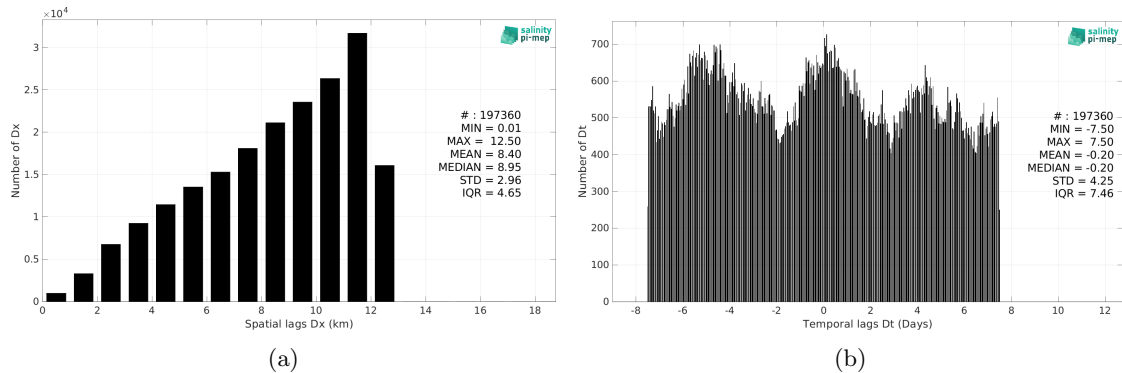 ×10⁴
salinity
pi-mep
3
2.5
2
1.5
1
0.5
0
Number of Dx
# : 197360
MIN = 0.01
MAX = 12.50
MEAN = 8.40
MEDIAN = 8.95
STD = 2.96
IQR = 4.65
0 2 4 6 8 10 12 14 16 18
Spatial lags Dx (km)
(a)
salinity
pi-mep
700
600
500
400
300
200
100
0
Number of Dt
# : 197360
MIN = -7.50
MAX = 7.50
MEAN = -0.20
MEDIAN = -0.20
STD = 4.25
IQR = 7.46
-8 -6 -4 -2 0 2 4 6 8 10 12
Temporal lags Dt (Days)
(b)